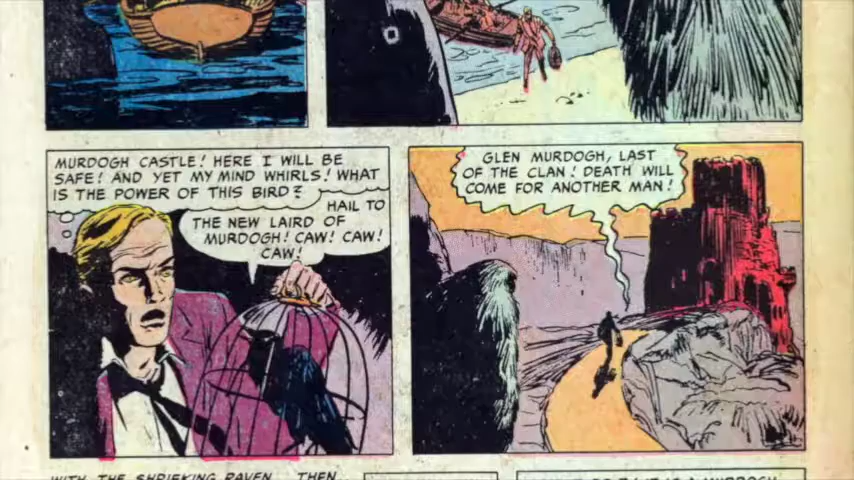 MURDOGH CASTLE! HERE I WILL BE
SAFE! AND YET MY MIND WHIRLS! WHAT
IS THE POWER OF THIS BIRD?
HAIL TO
THE NEW LAIRD OF
MURDOGH! CAW! CAW!
CAW!
GLEN MURDOGH, LAST
OF THE CLAN! DEATH WILL
COME FOR ANOTHER MAN!
WITH THE SHRIEKING RAVEN THEN